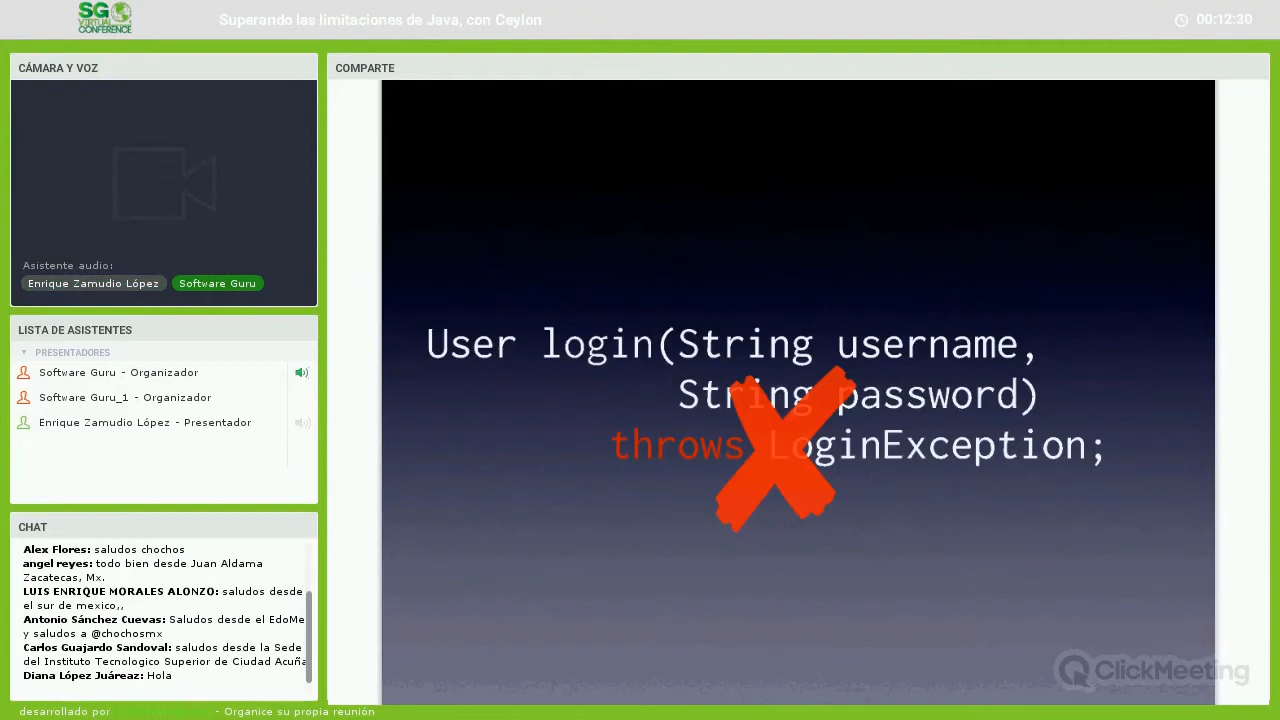 SG
VIRTUAL
CONFERENCE
Superando las limitaciones de Java, con Ceylon
00:12:30
CÁMARA Y VOZ
Asistente audio:
Enrique Zamudio López
Software Guru
LISTA DE ASISTENTES
PRESENTADORES
Software Guru - Organizador
Software Guru_1 - Organizador
Enrique Zamudio López - Presentador
CHAT
Alex Flores: saludos chochos
angel reyes: todo bien desde Juan Aldama
Zacatecas, Mx.
LUIS ENRIQUE MORALES ALONZO: saludos desde
el sur de mexico,,
Antonio Sánchez Cuevas: Saludos desde el EdoMe
y saludos a @chochosmx
Carlos Guajardo Sandoval: saludos desde la Sede
del Instituto Tecnologico Superior de Ciudad Acuña
Diana López Juáreaz: Hola
desarrollado por
- Organice su propia reunión
COMPARTE
User login(String username,
String password)
throws LoginException;
ClickMeeting